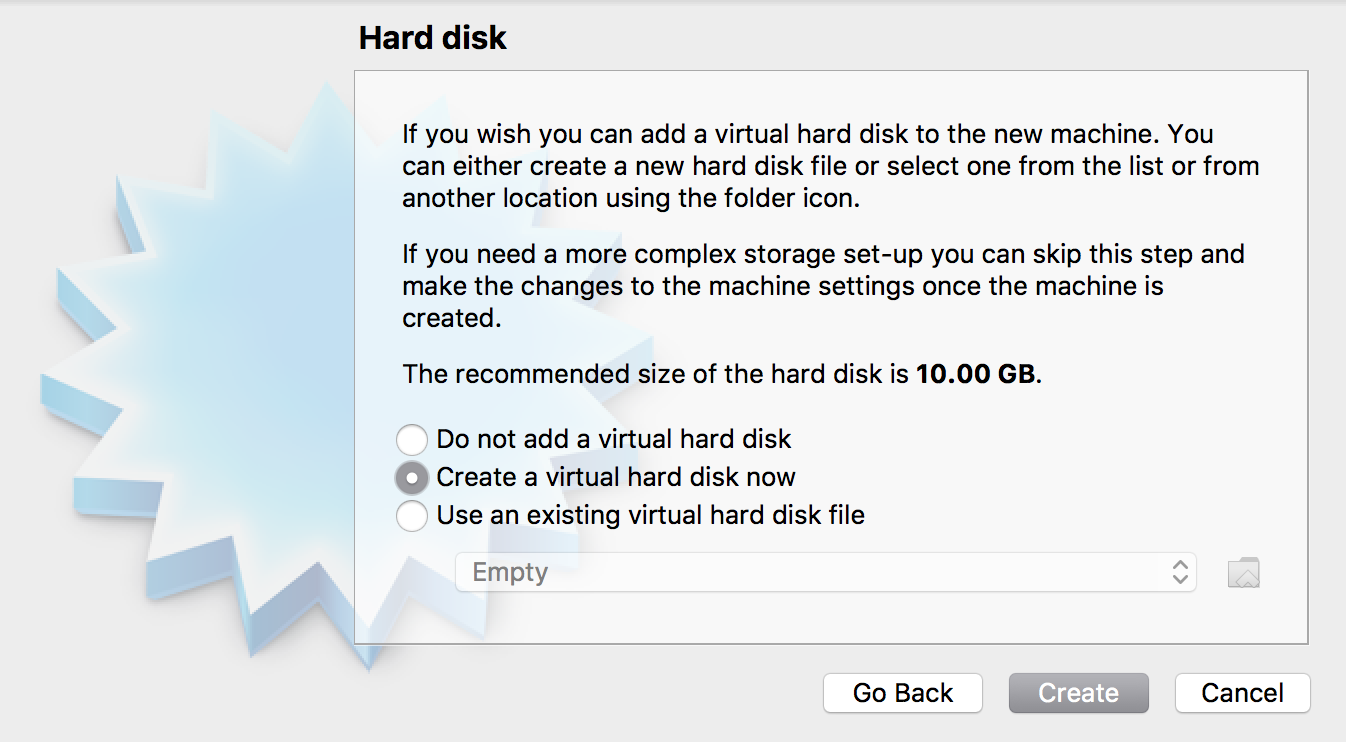 Hard disk
If you wish you can add a virtual hard disk to the new machine. You
can either create a new hard disk file or select one from the list or from
another location using the folder icon.
If you need a more complex storage set-up you can skip this step and
make the changes to the machine settings once the machine is
created.
The recommended size of the hard disk is 10.00 GB.
Do not add a virtual hard disk
Create a virtual hard disk now
Use an existing virtual hard disk file
Empty
Go Back
Create
Cancel